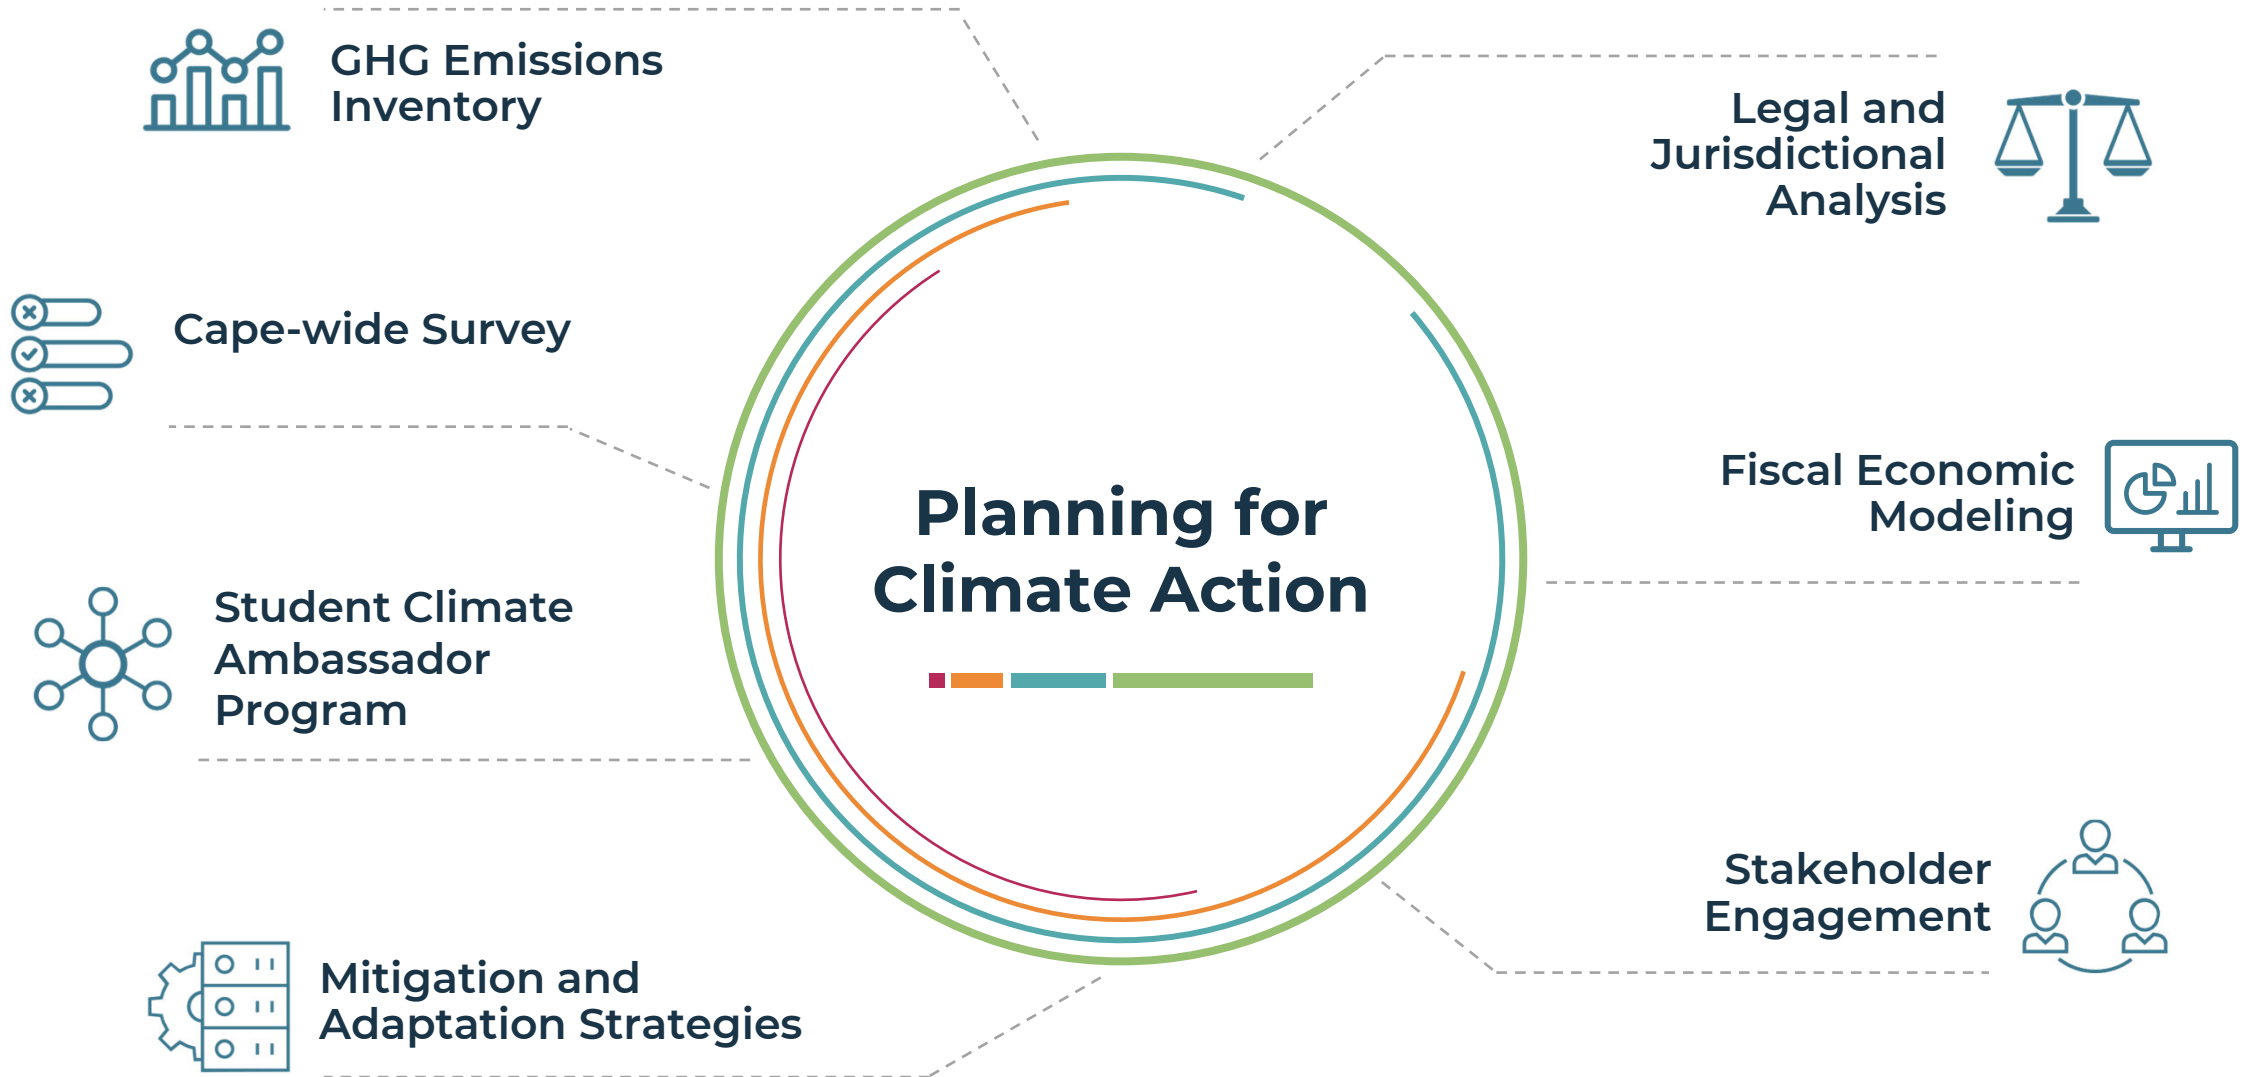 GHG Emissions
Inventory
Cape-wide Survey
Student Climate
Ambassador
Program
Mitigation and
Adaptation Strategies
Planning for
Climate Action
Legal and
Jurisdictional
Analysis
Fiscal Economic
Modeling
Stakeholder
Engagement